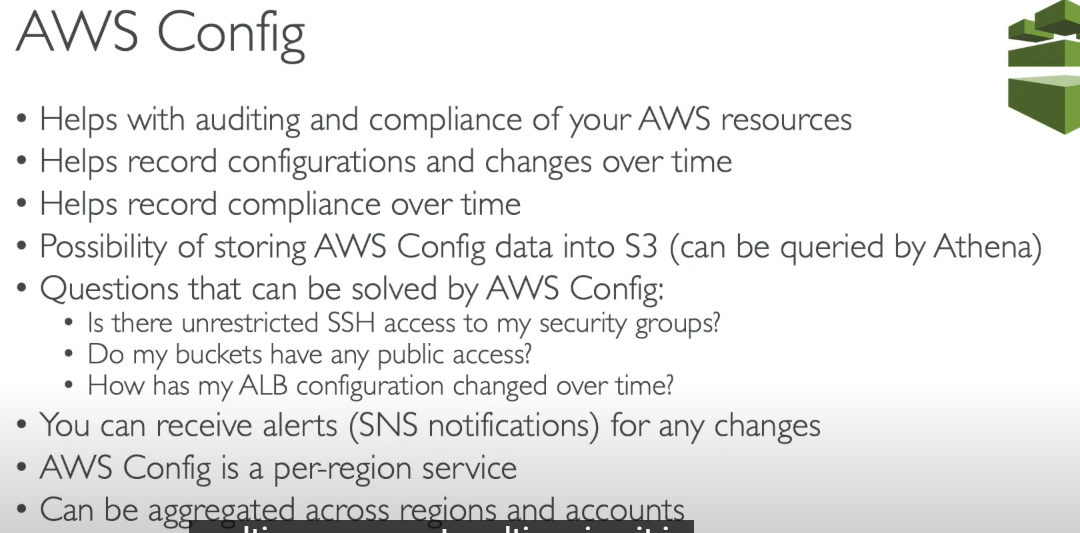 AWS Config
• Helps with auditing and compliance of your AWS resources
• Helps record configurations and changes over time
• Helps record compliance over time
• Possibility of storing AWS Config data into S3 (can be queried by Athena)
• Questions that can be solved by AWS Config:
• Is there unrestricted SSH access to my security groups?
• Do my buckets have any public access?
• How has my ALB configuration changed over time?
• You can receive alerts (SNS notifications) for any changes
• AWS Config is a per-region service
• Can be aggregated across regions and accounts